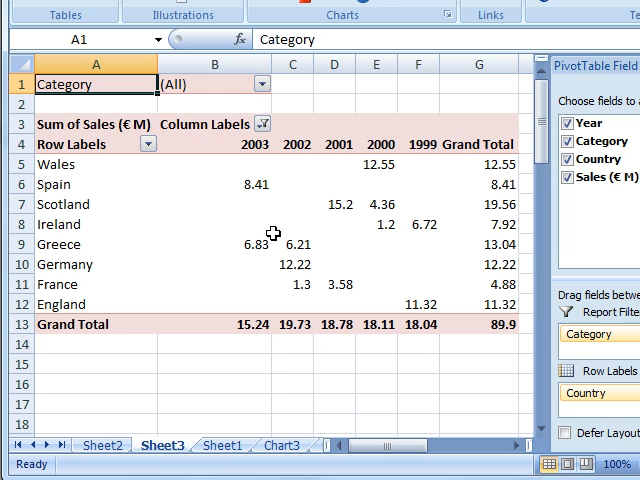 Tables Illustrations Charts Links Te
A1 fx Category
A B C D E F G
1 Category (All)
2
3 Sum of Sales (€ M) Column Labels
4 Row Labels 2003 2002 2001 2000 1999 Grand Total
5 Wales 12.55 12.55
6 Spain 8.41 8.41
7 Scotland 15.2 4.36 19.56
8 Ireland 1.2 6.72 7.92
9 Greece 6.83 6.21 13.04
10 Germany 12.22 12.22
11 France 1.3 3.58 4.88
12 England 11.32 11.32
13 Grand Total 15.24 19.73 18.78 18.11 18.04 89.9
14
15
16
17
18
Sheet2 Sheet3 Sheet1 Chart3
Ready 100%
PivotTable Field
Choose fields to a
Year
Category
Country
Sales (€ M)
Drag fields betwe
Report Filter
Category
Row Labels
Country
Defer Layou